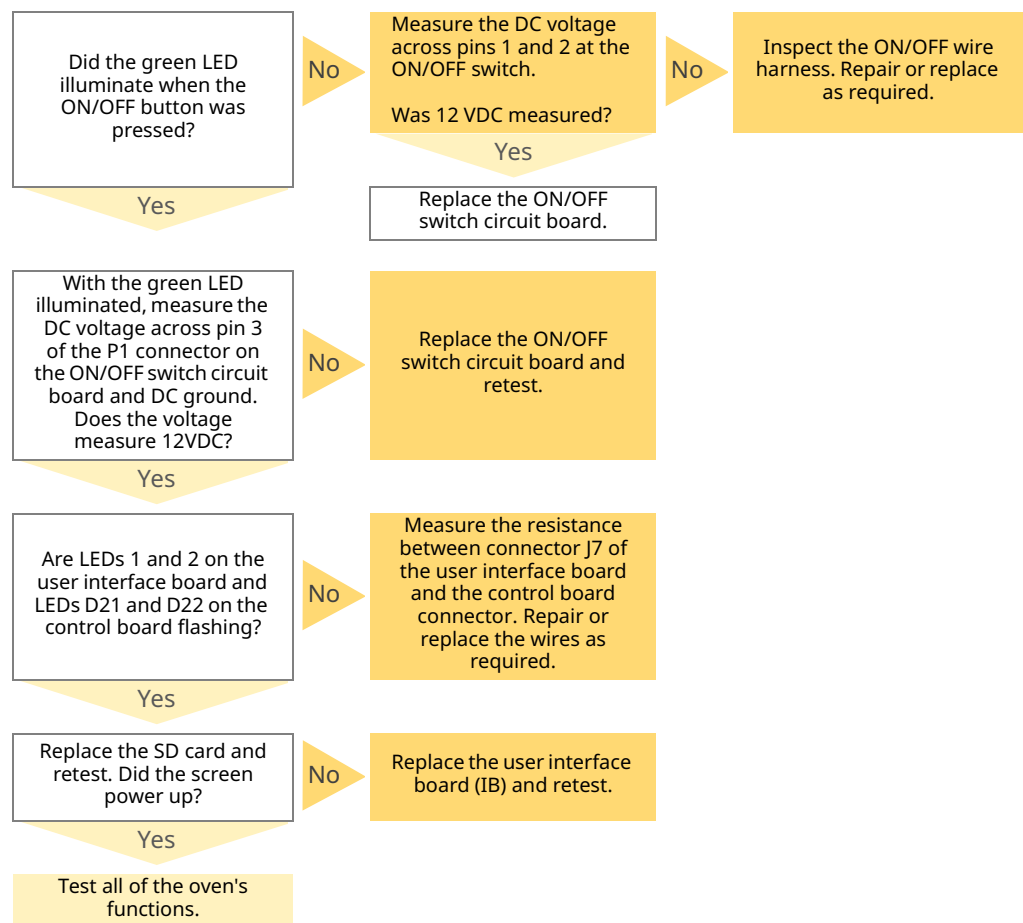 Did the green LED
illuminate when the
ON/OFF button was
pressed?
No
Measure the DC voltage
across pins 1 and 2 at the
ON/OFF switch.
Was 12 VDC measured?
No
Inspect the ON/OFF wire
harness. Repair or replace
as required.
Yes
Replace the ON/OFF
switch circuit board.
Yes
With the green LED
illuminated, measure the
DC voltage across pin 3
of the P1 connector on
the ON/OFF switch circuit
board and DC ground.
Does the voltage
measure 12VDC?
No
Replace the ON/OFF
switch circuit board and
retest.
Yes
Are LEDs 1 and 2 on the
user interface board and
LEDs D21 and D22 on the
control board flashing?
No
Measure the resistance
between connector J7 of
the user interface board
and the control board
connector. Repair or
replace the wires as
required.
Yes
Replace the SD card and
retest. Did the screen
power up?
No
Replace the user interface
board (IB) and retest.
Yes
Test all of the oven's
functions.